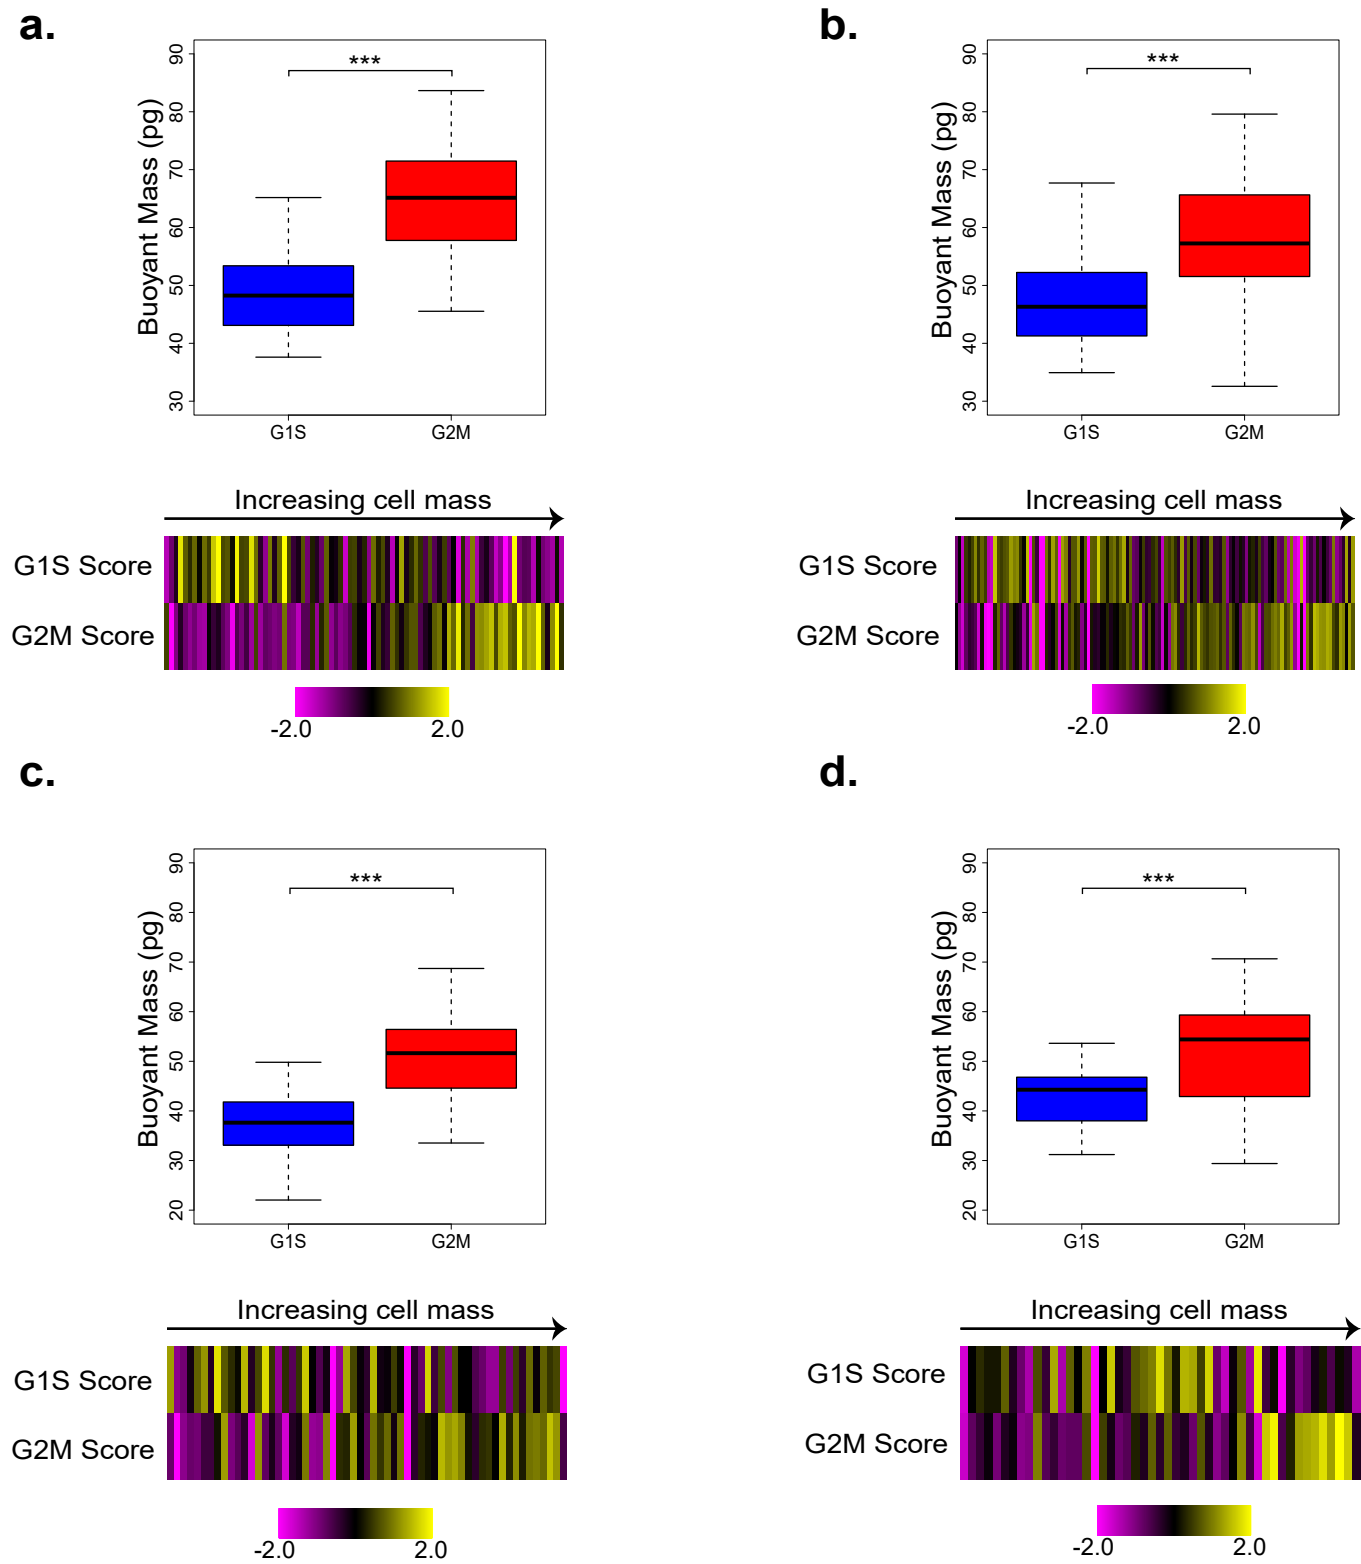 a.
Buoyant Mass (pg)
90
80
70
60
50
40
30
***
G1S
G2M
Increasing cell mass
G1S Score
G2M Score
-2.0
2.0
b.
Buoyant Mass (pg)
90
80
70
60
50
40
30
***
G1S
G2M
Increasing cell mass
G1S Score
G2M Score
-2.0
2.0
c.
Buoyant Mass (pg)
90
80
70
60
50
40
30
20
***
G1S
G2M
Increasing cell mass
G1S Score
G2M Score
-2.0
2.0
d.
Buoyant Mass (pg)
90
80
70
60
50
40
30
20
***
G1S
G2M
Increasing cell mass
G1S Score
G2M Score
-2.0
2.0